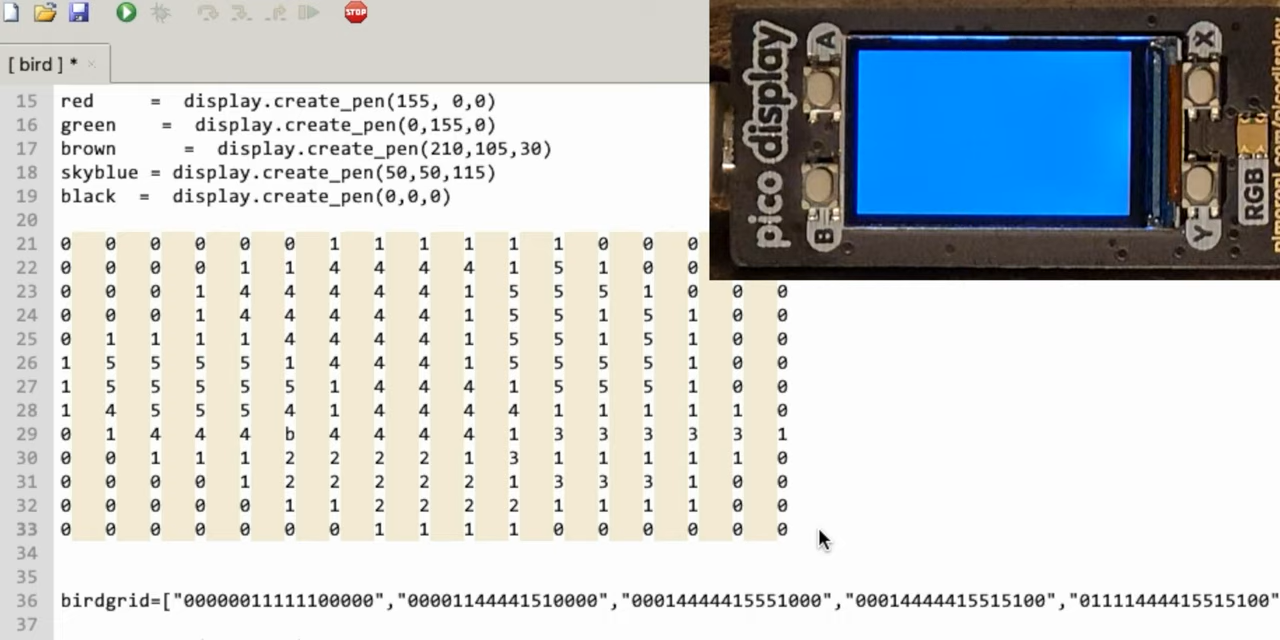 [ bird ] * ×
15 red = display.create_pen(155, 0,0)
16 green = display.create_pen(0,155,0)
17 brown = display.create_pen(210,105,30)
18 skyblue = display.create_pen(50,50,115)
19 black = display.create_pen(0,0,0)
20
21 0 0 0 0 0 0 1 1 1 1 1 1 0 0 0
22 0 0 0 0 1 1 4 4 4 4 1 5 1 0 0
23 0 0 0 1 4 4 4 4 4 1 5 5 5 1 0 0 0
24 0 0 0 1 4 4 4 4 4 1 5 5 1 5 1 0 0
25 0 1 1 1 1 4 4 4 4 1 5 5 1 5 1 0 0
26 1 5 5 5 5 1 4 4 4 1 5 5 5 5 1 0 0
27 1 5 5 5 5 5 1 4 4 4 1 5 5 5 1 0 0
28 1 4 5 5 5 4 1 4 4 4 4 1 1 1 1 1 0
29 0 1 4 4 4 b 4 4 4 4 1 3 3 3 3 3 1
30 0 0 1 1 1 2 2 2 2 1 3 1 1 1 1 1 0
31 0 0 0 0 1 2 2 2 2 2 1 3 3 3 1 0 0
32 0 0 0 0 0 1 1 2 2 2 2 1 1 1 1 0 0
33 0 0 0 0 0 0 0 1 1 1 1 0 0 0 0 0 0
34
35
36 birdgrid=["00000011111100000","00001144441510000","00014444415551000","00014444415515100","01111444415515100"
37
STOP
pico display
A
B
X
Y
RGB